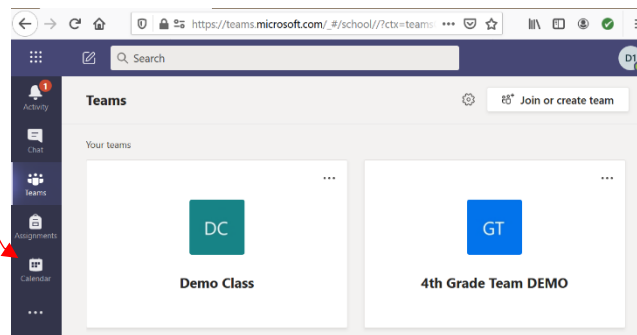 https://teams.microsoft.com/_#/school//?ctx=teams
Search
D1
1
Activity
Teams
Join or create team
Chat
Your teams
Teams
DC
GT
Assignments
Demo Class
4th Grade Team DEMO
Calendar